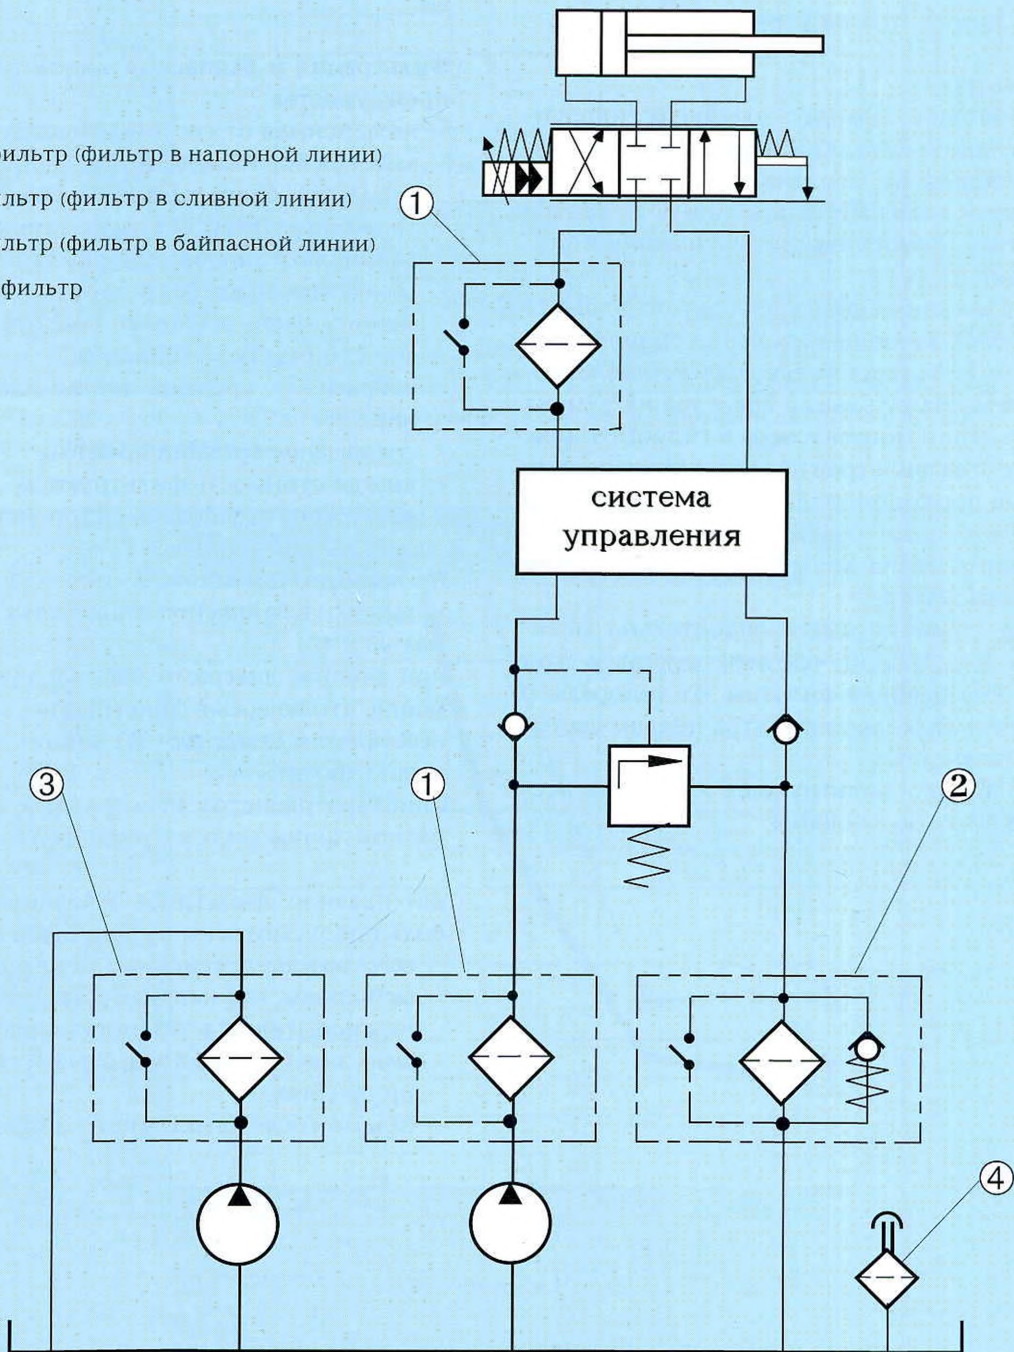 фильтр (фильтр в напорной линии)
льтр (фильтр в сливной линии)
льтр (фильтр в байпасной линии)
фильтр
1
система
управления
3
1
2
4